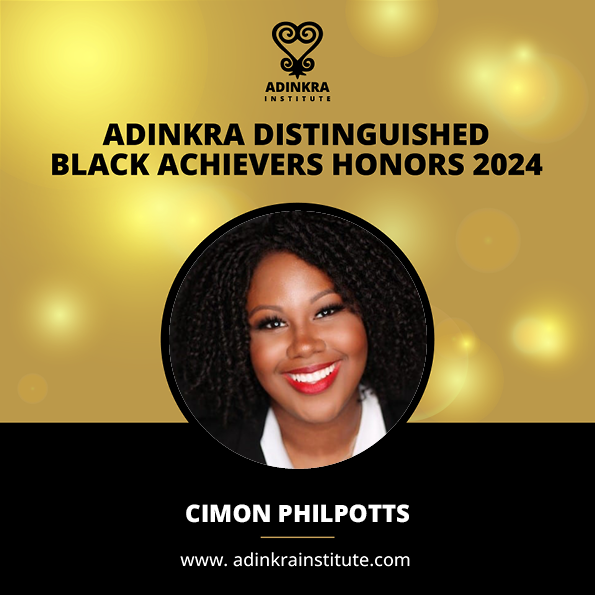 ADINKRA
INSTITUTE
ADINKRA DISTINGUISHED
BLACK ACHIEVERS HONORS 2024
CIMON PHILPOTTS
www. adinkrainstitute.com